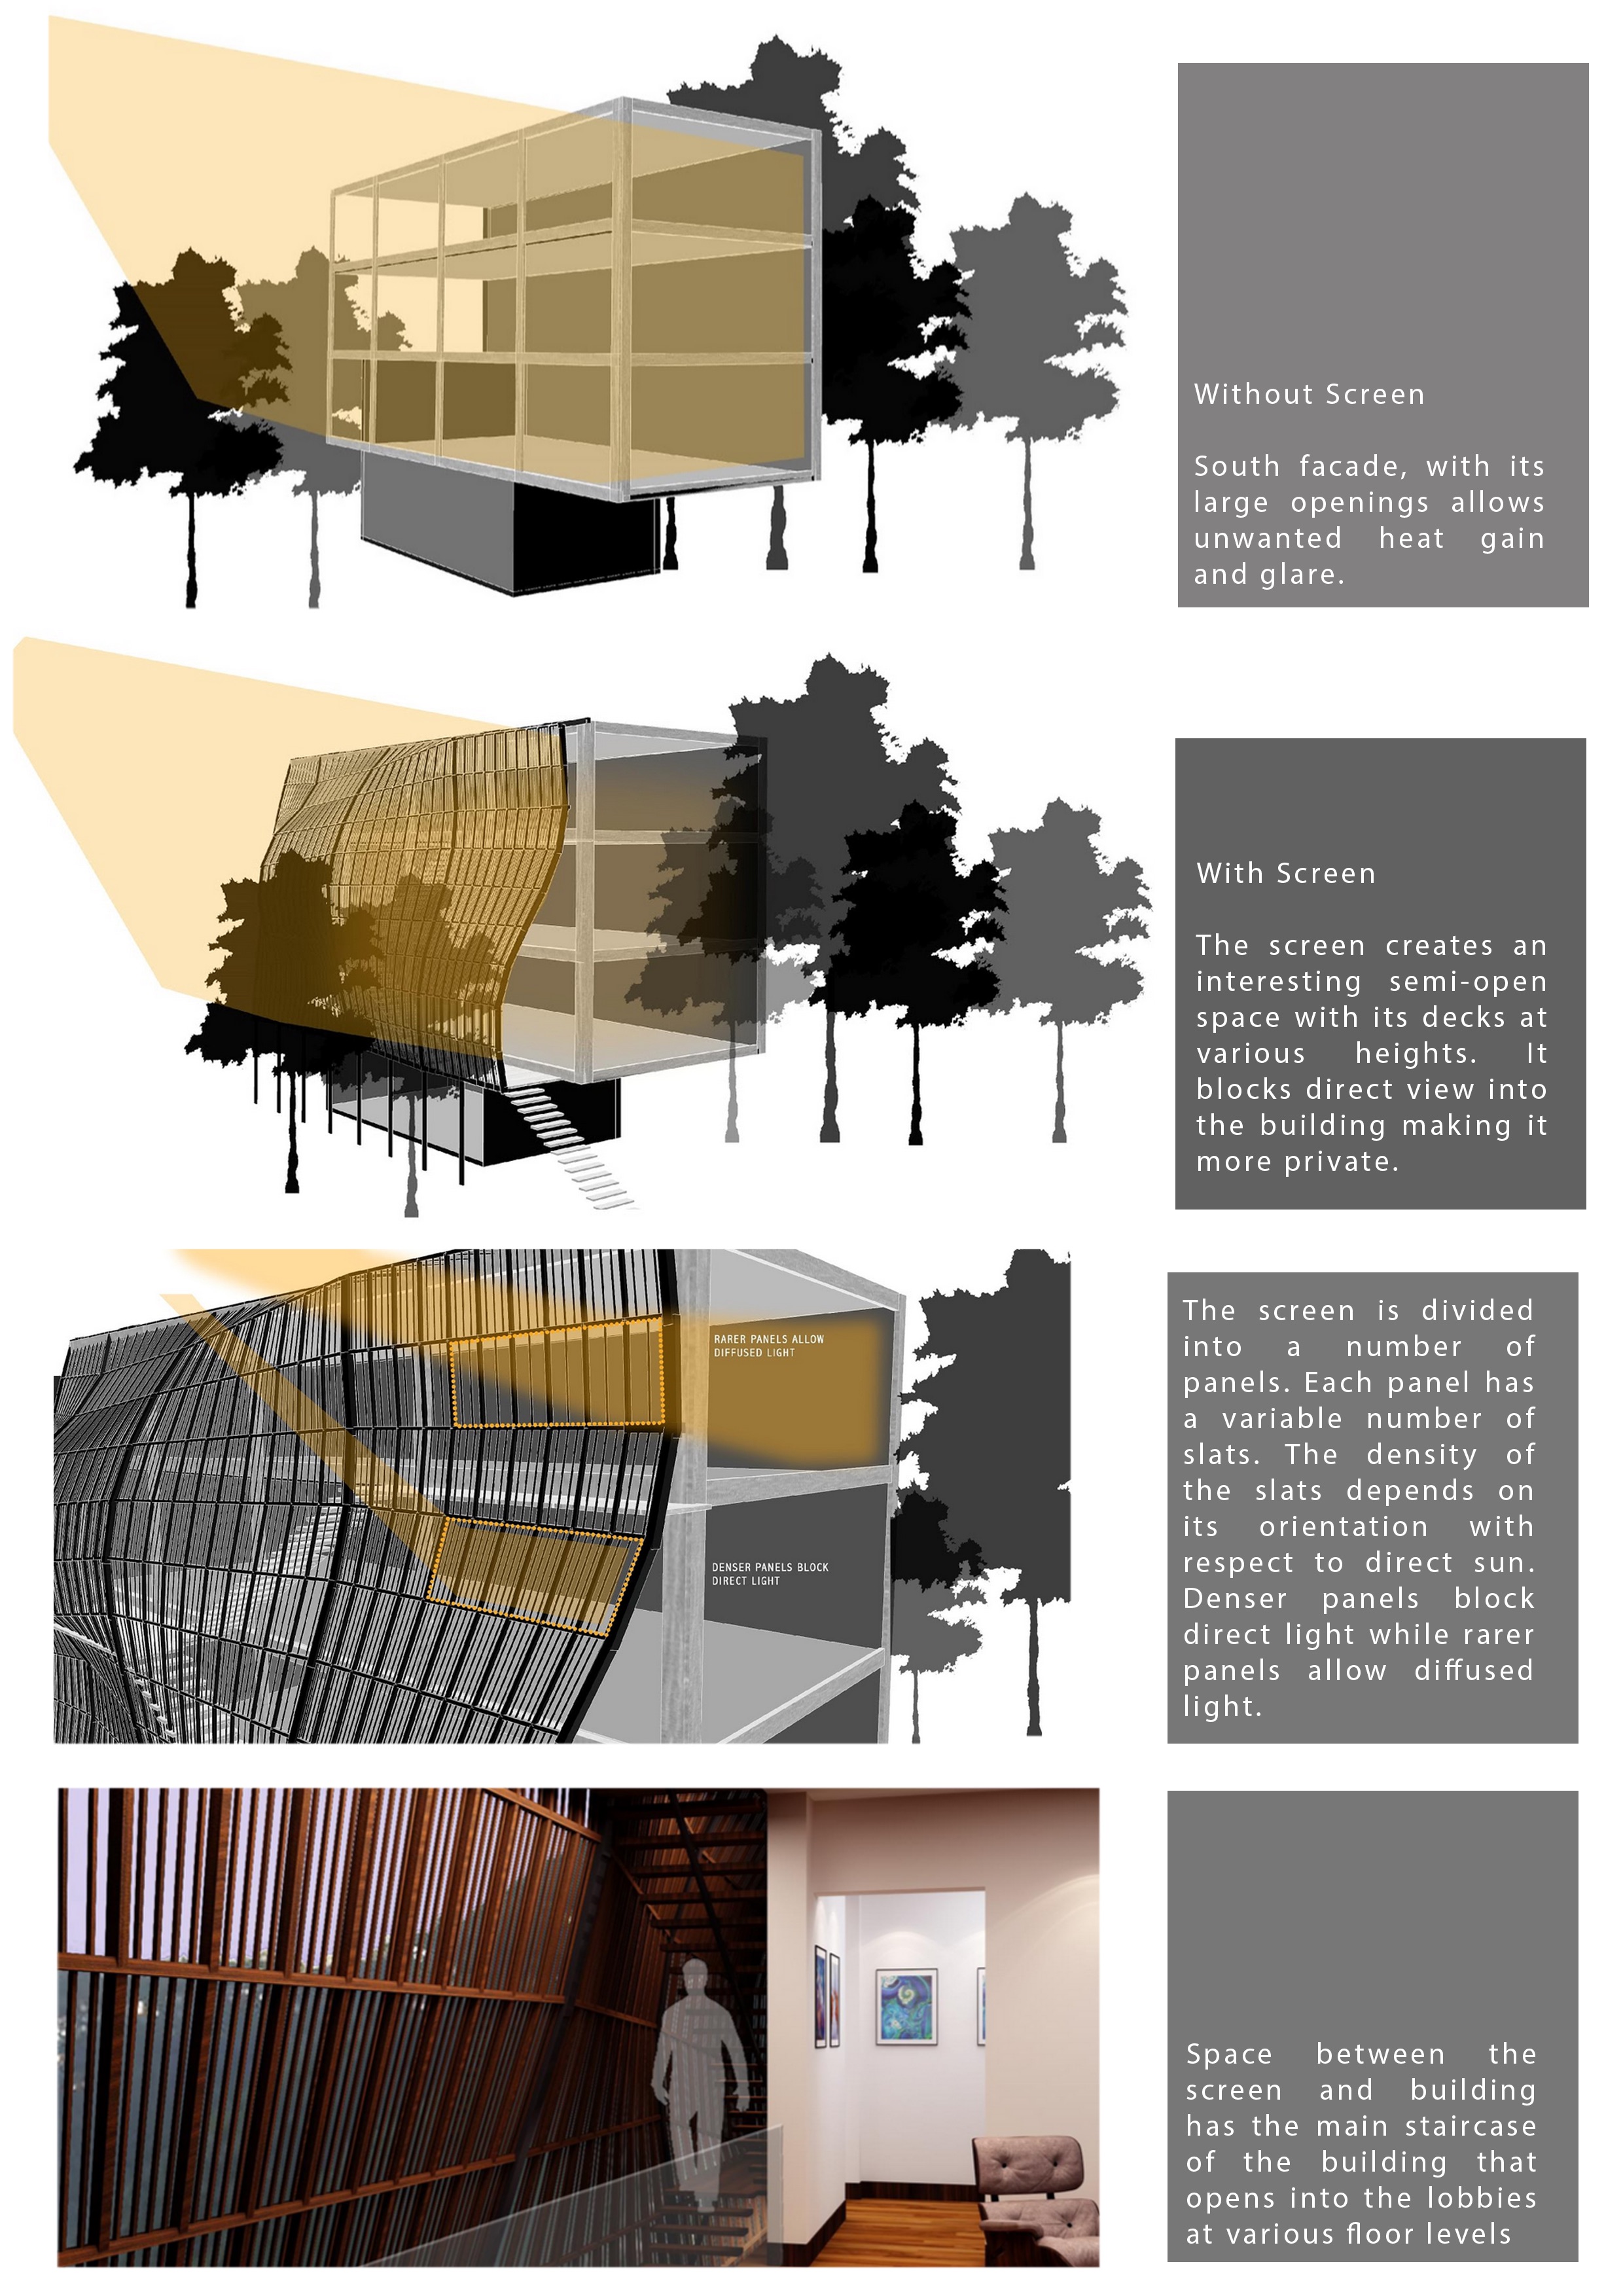 Without Screen
South facade, with its
large openings allows
unwanted heat gain
and glare.
With Screen
The screen creates an
interesting semi-open
space with its decks at
various heights. It
blocks direct view into
the building making it
more private.
RARER PANELS ALLOW
DIFFUSED LIGHT
DENSER PANELS BLOCK
DIRECT LIGHT
The screen is divided
into a number of
panels. Each panel has
a variable number of
slats. The density of
the slats depends on
its orientation with
respect to direct sun.
Denser panels block
direct light while rarer
panels allow diffused
light.
Space between the
screen and building
has the main staircase
of the building that
opens into the lobbies
at various floor levels